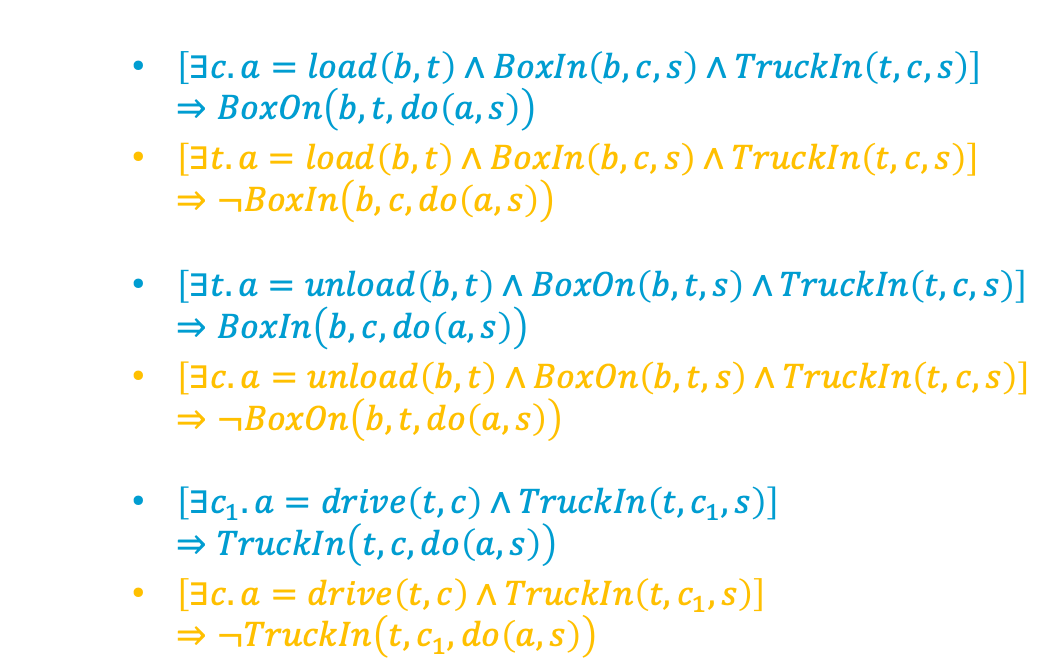 • [∃c. a = load(b, t) ∧ BoxIn(b, c, s) ∧ TruckIn(t, c, s)]
⇒ BoxOn(b, t, do(a, s))
• [∃t. a = load(b, t) ∧ BoxIn(b, c, s) ∧ TruckIn(t, c, s)]
⇒ ¬BoxIn(b, c, do(a, s))
• [∃t. a = unload(b, t) ∧ BoxOn(b, t, s) ∧ TruckIn(t, c, s)]
⇒ BoxIn(b, c, do(a, s))
• [∃c. a = unload(b, t) ∧ BoxOn(b, t, s) ∧ TruckIn(t, c, s)]
⇒ ¬BoxOn(b, t, do(a, s))
• [∃c₁. a = drive(t, c) ∧ TruckIn(t, c₁, s)]
⇒ TruckIn(t, c, do(a, s))
• [∃c. a = drive(t, c) ∧ TruckIn(t, c₁, s)]
⇒ ¬TruckIn(t, c₁, do(a, s))